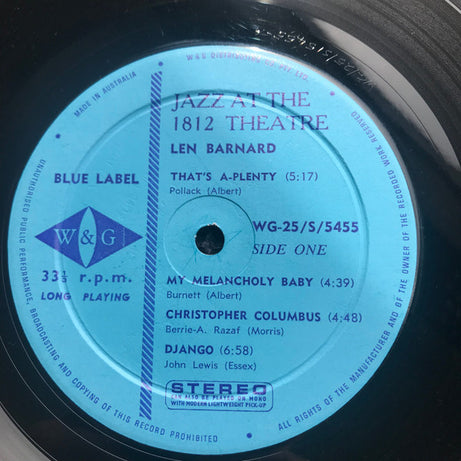 JAZZ AT THE
1812 THEATRE
LEN BARNARD
BLUE LABEL
THAT'S A-PLENTY (5:17)
Pollack (Albert)
W&G
WG-25/S/5455
SIDE ONE
33⅓ r.p.m.
LONG PLAYING
MY MELANCHOLY BABY (4:39)
Burnett (Albert)
CHRISTOPHER COLUMBUS (4:48)
Berrie-A. Razaf (Morris)
DJANGO (6:58)
John Lewis (Essex)
STEREO
CAN ALSO BE PLAYED ON MONO
WITH MODERN LIGHTWEIGHT PICK-UP
MADE IN AUSTRALIA
ALL RIGHTS OF THE MANUFACTURER AND OF THE OWNER OF THE RECORDED WORK RESERVED
UNAUTHORISED PUBLIC PERFORMANCE, BROADCASTING AND COPYING OF THIS RECORD PROHIBITED